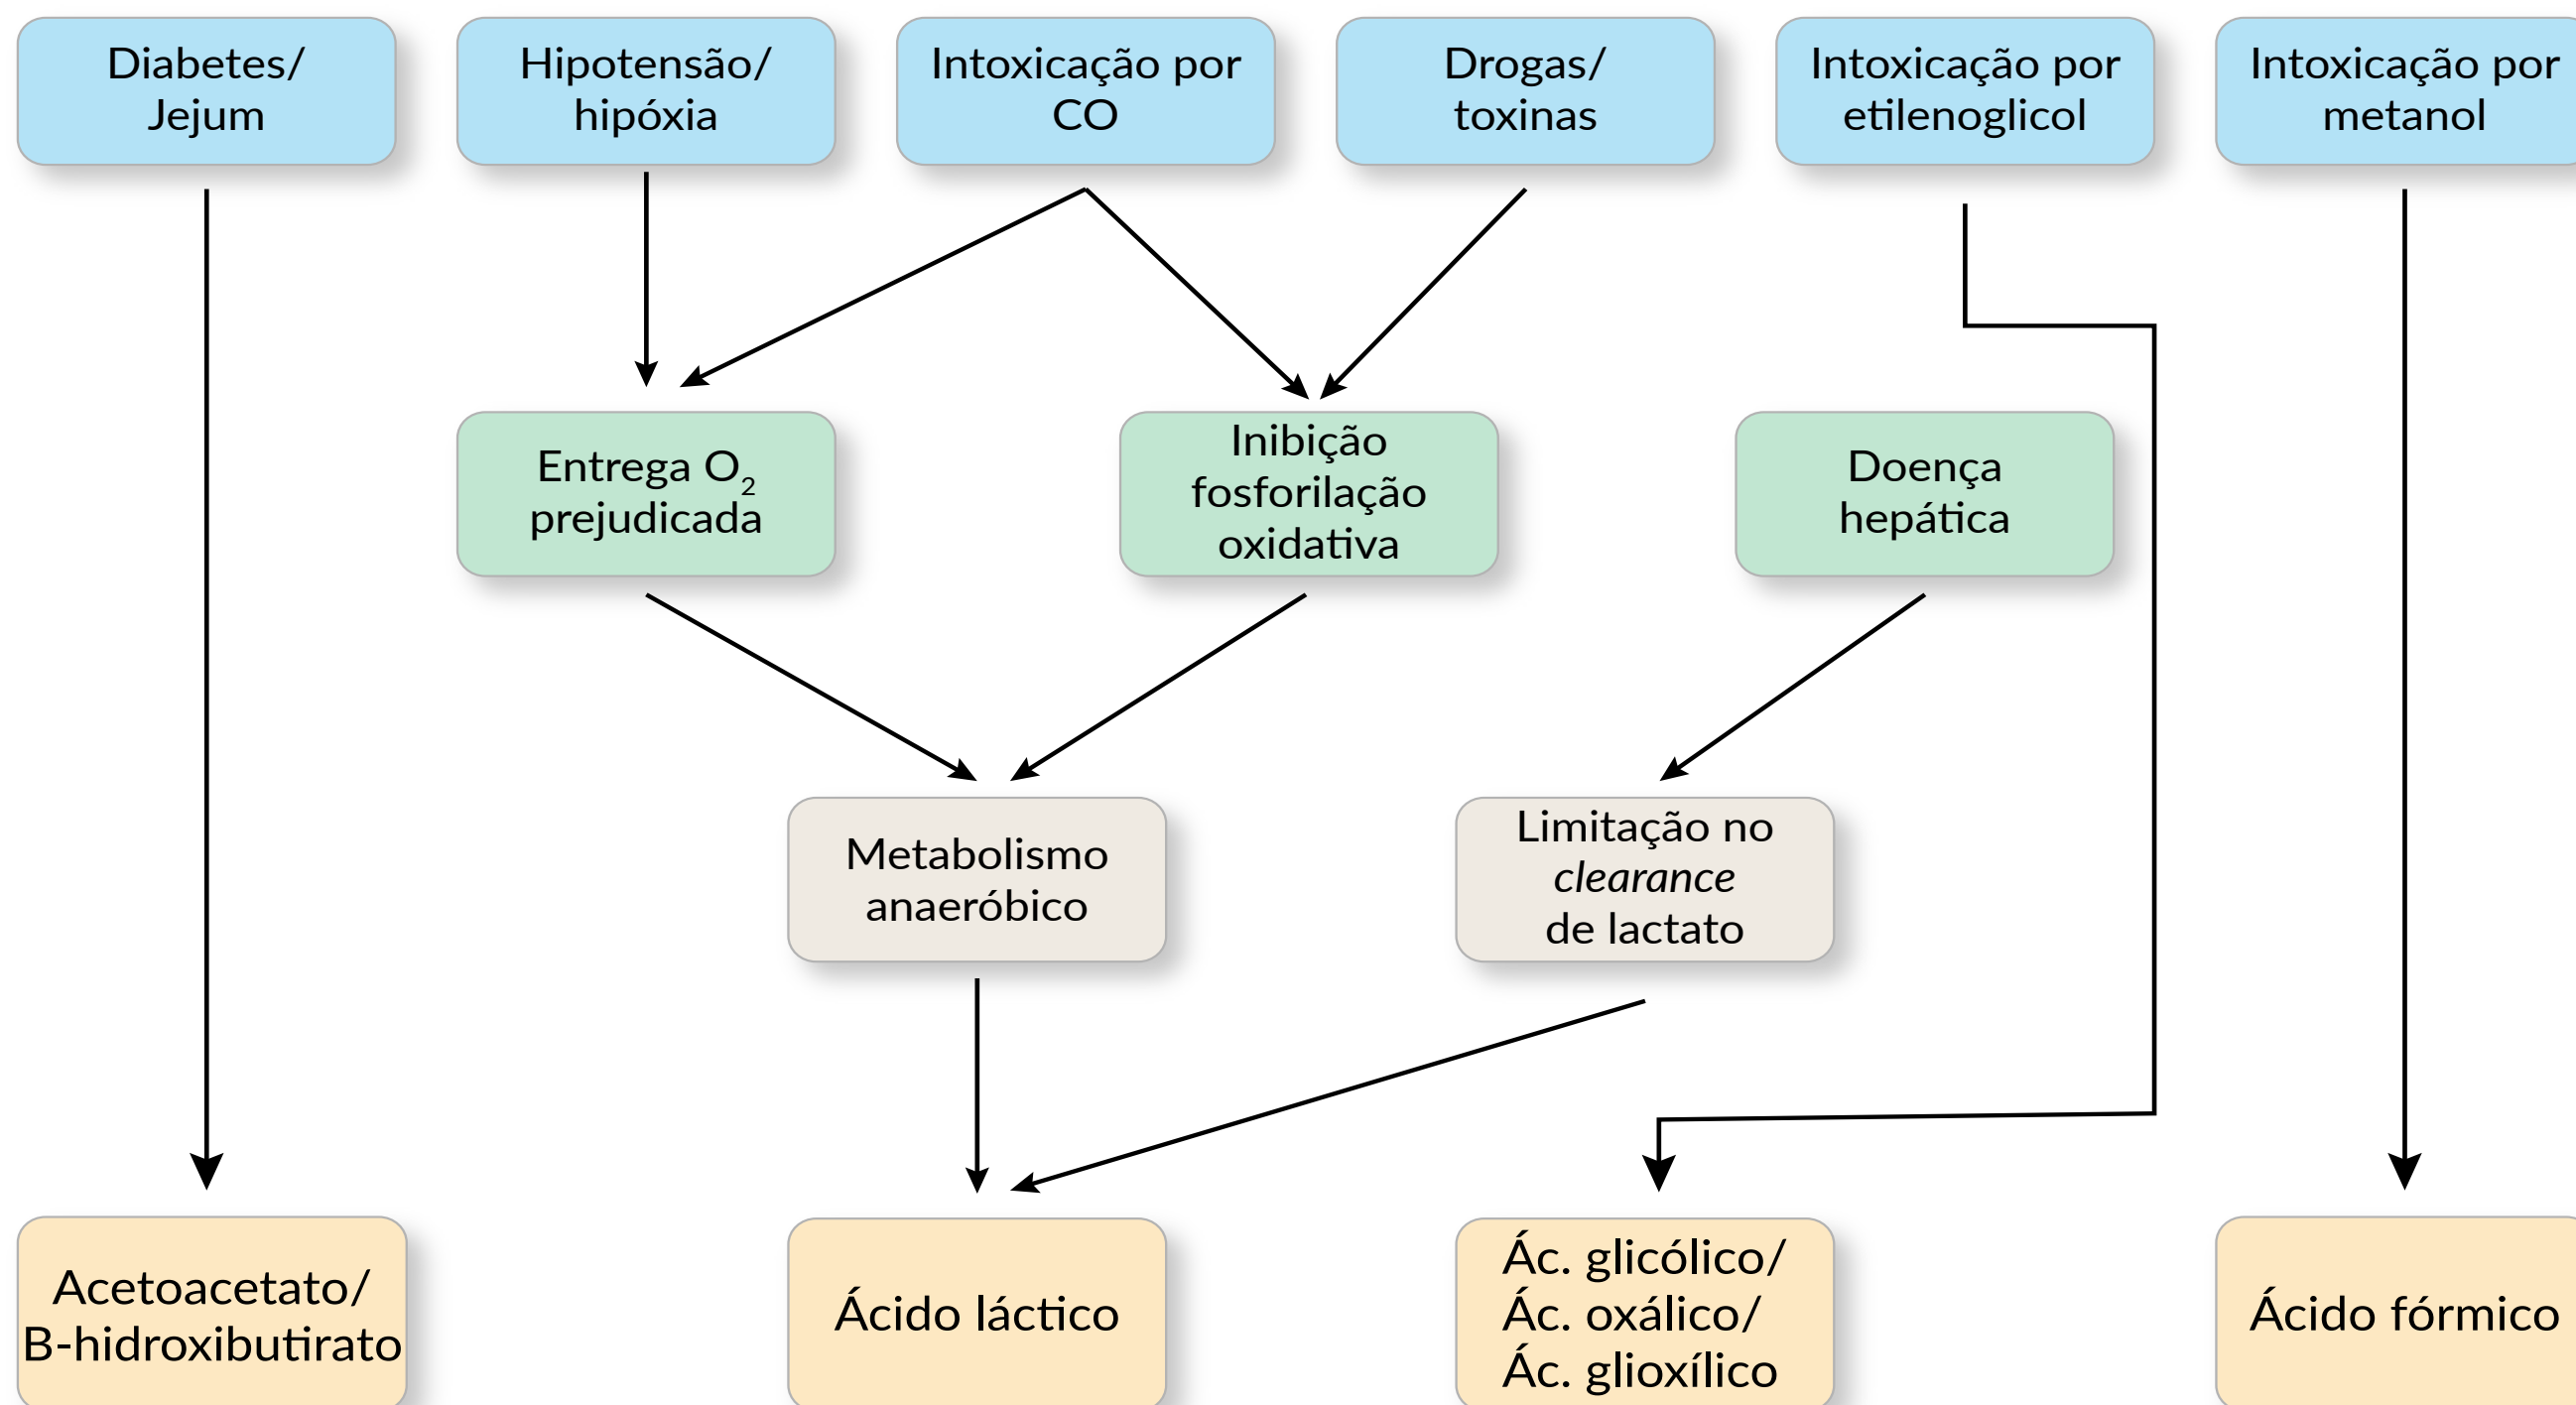 Diabetes/
Jejum
Hipotensão/
hipóxia
Intoxicação por
CO
Drogas/
toxinas
Intoxicação por
etilenoglicol
Intoxicação por
metanol
Entrega O₂
prejudicada
Inibição
fosforilação
oxidativa
Doença
hepática
Metabolismo
anaeróbico
Limitação no
clearance
de lactato
Acetoacetato/
B-hidroxibutirato
Ácido láctico
Ác. glicólico/
Ác. oxálico/
Ác. glioxílico
Ácido fórmico